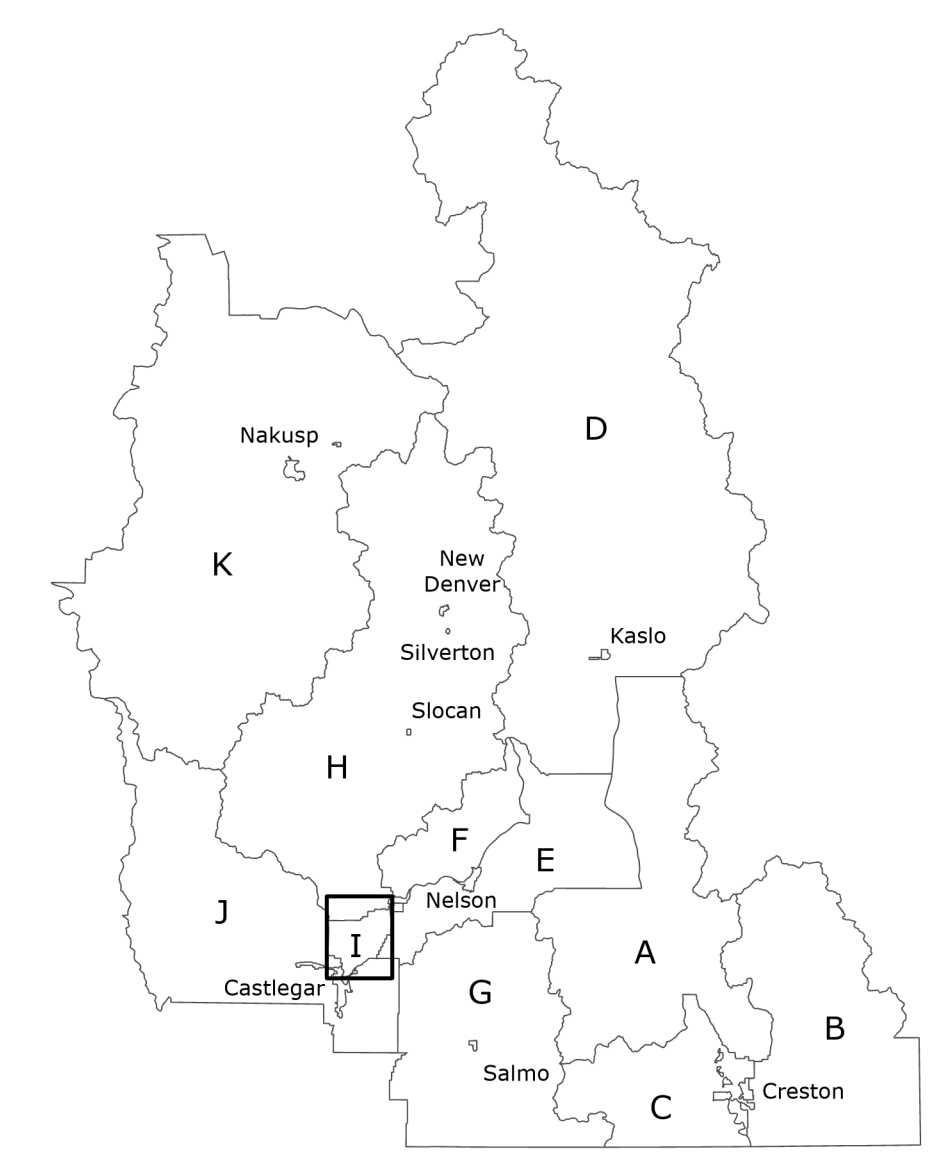 D
Nakusp
K
New
Denver
Kaslo
Silverton
Slocan
H
F
E
Nelson
J
I
A
Castlegar
G
B
Salmo
Creston
C